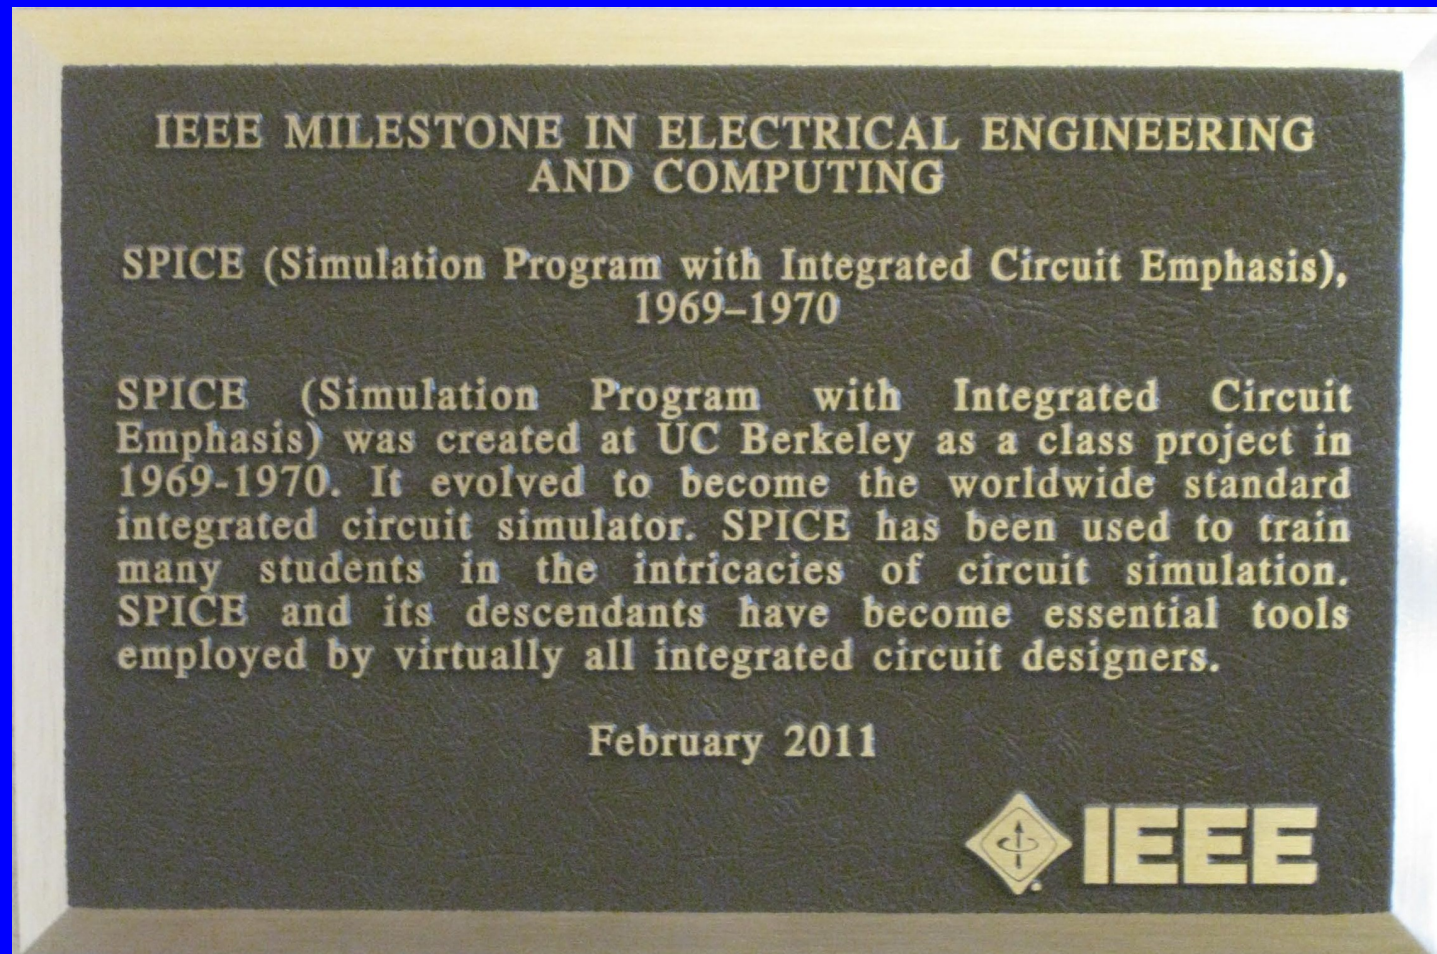 IEEE MILESTONE IN ELECTRICAL ENGINEERING
AND COMPUTING
SPICE (Simulation Program with Integrated Circuit Emphasis),
1969–1970
SPICE (Simulation Program with Integrated Circuit
Emphasis) was created at UC Berkeley as a class project in
1969-1970. It evolved to become the worldwide standard
integrated circuit simulator. SPICE has been used to train
many students in the intricacies of circuit simulation.
SPICE and its descendants have become essential tools
employed by virtually all integrated circuit designers.
February 2011
IEEE